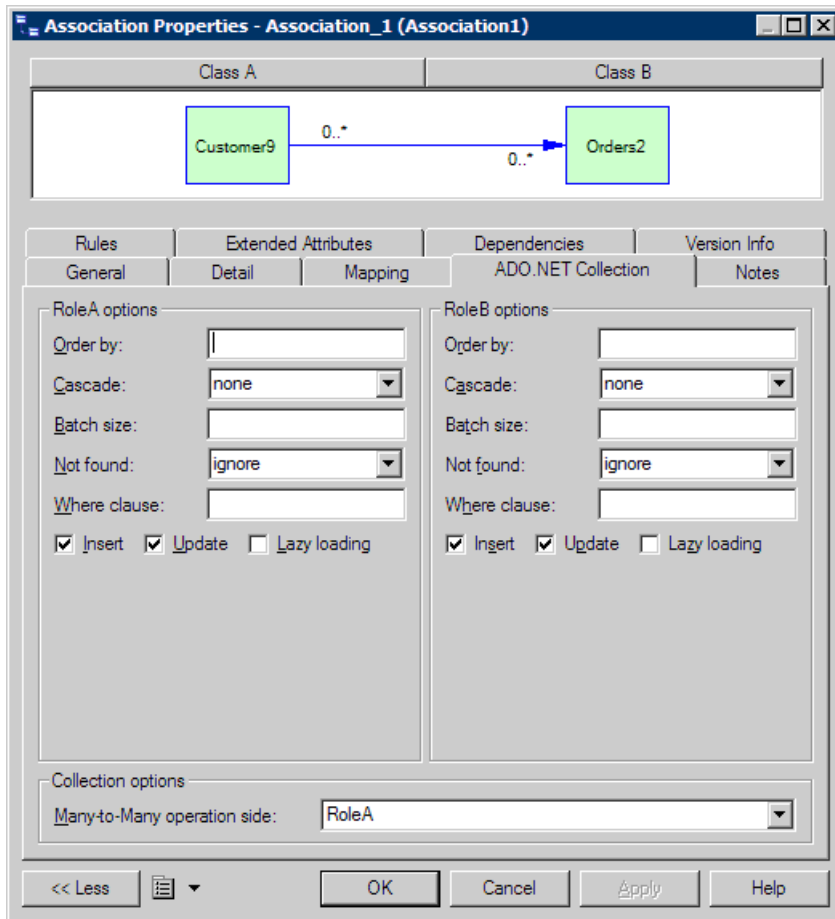 Association Properties - Association_1 (Association1)
Class A Class B
0..*
Customer9 Orders2
0..*
Rules Extended Attributes Dependencies Version Info
General Detail Mapping ADO.NET Collection Notes
RoleA options RoleB options
Order by: Order by:
Cascade: none Cascade: none
Batch size: Batch size:
Not found: ignore Not found: ignore
Where clause: Where clause:
Insert Update Lazy loading Insert Update Lazy loading
Collection options
Many-to-Many operation side: RoleA
<< Less OK Cancel Apply Help